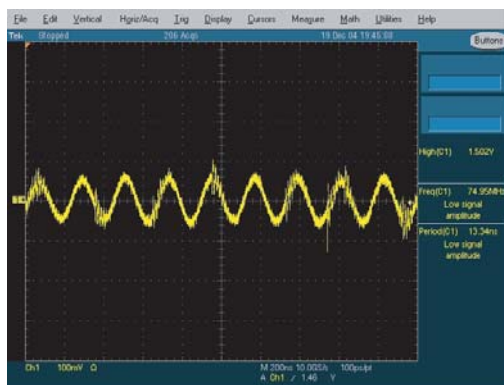 File Edit Vertical Horiz/Acq Trig Display Cursors Measure Math Utilities Help
Tek Stopped 206 Acqs 19 Dec 04 19:45:08
Buttons
High(C1) 1.502V
Freq(C1) 74.95MHz
Low signal
amplitude
Period(C1) 13.34ns
Low signal
amplitude
Ch1 100mV Ω M 200ns 10.0GS/s 100ps/pt
A Ch1 / 1.46 V